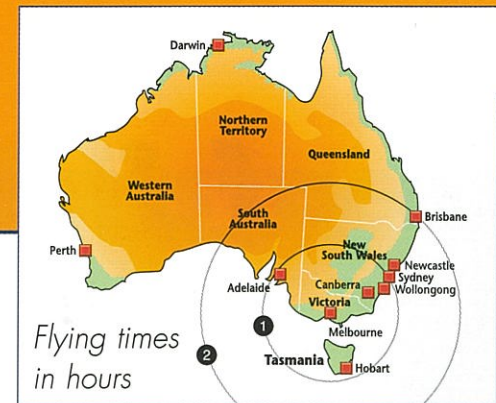 Darwin
Northern
Territory
Queensland
Western
Australia
South
Australia
Brisbane
New
South Wales
Perth
Newcastle
Sydney
Wollongong
Adelaide
Canberra
Victoria
1
Melbourne
Flying times
in hours
2
Tasmania
Hobart